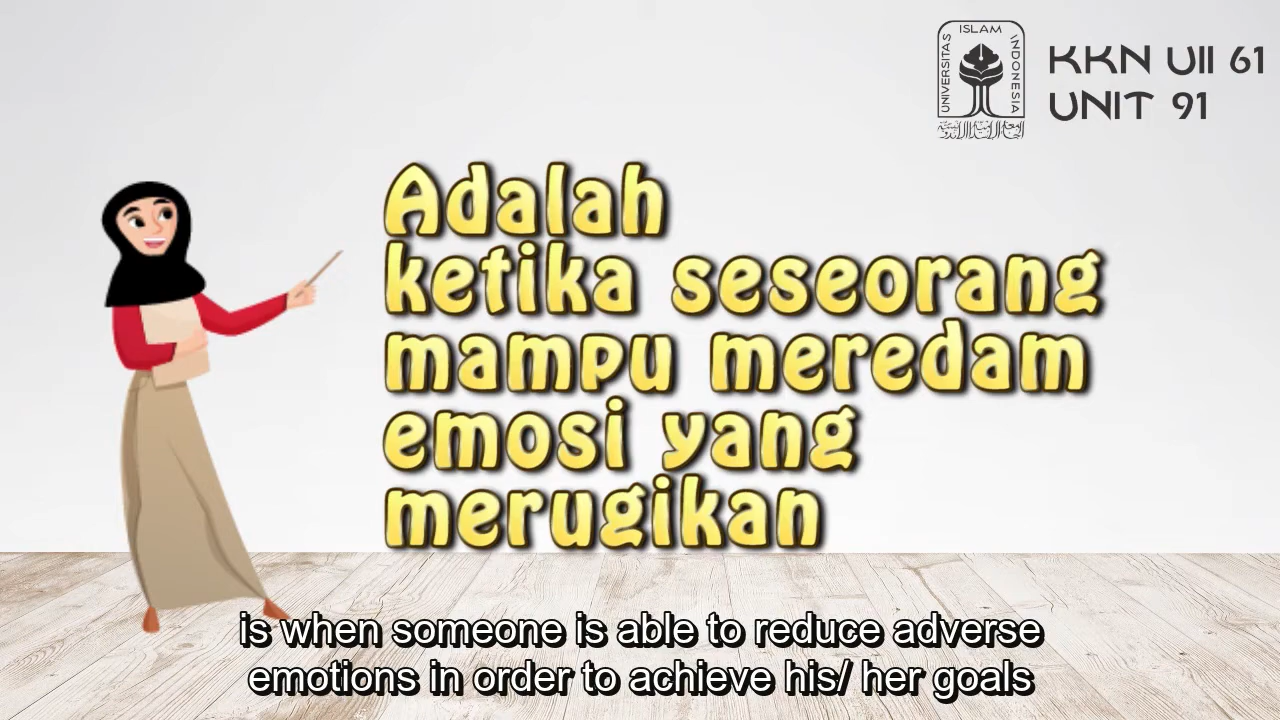 UNIVERSITAS ISLAM INDONESIA
KKN UII 61
UNIT 91
Adalah
ketika seseorang
mampu meredam
emosi yang
merugikan
is when someone is able to reduce adverse
emotions in order to achieve his/ her goals